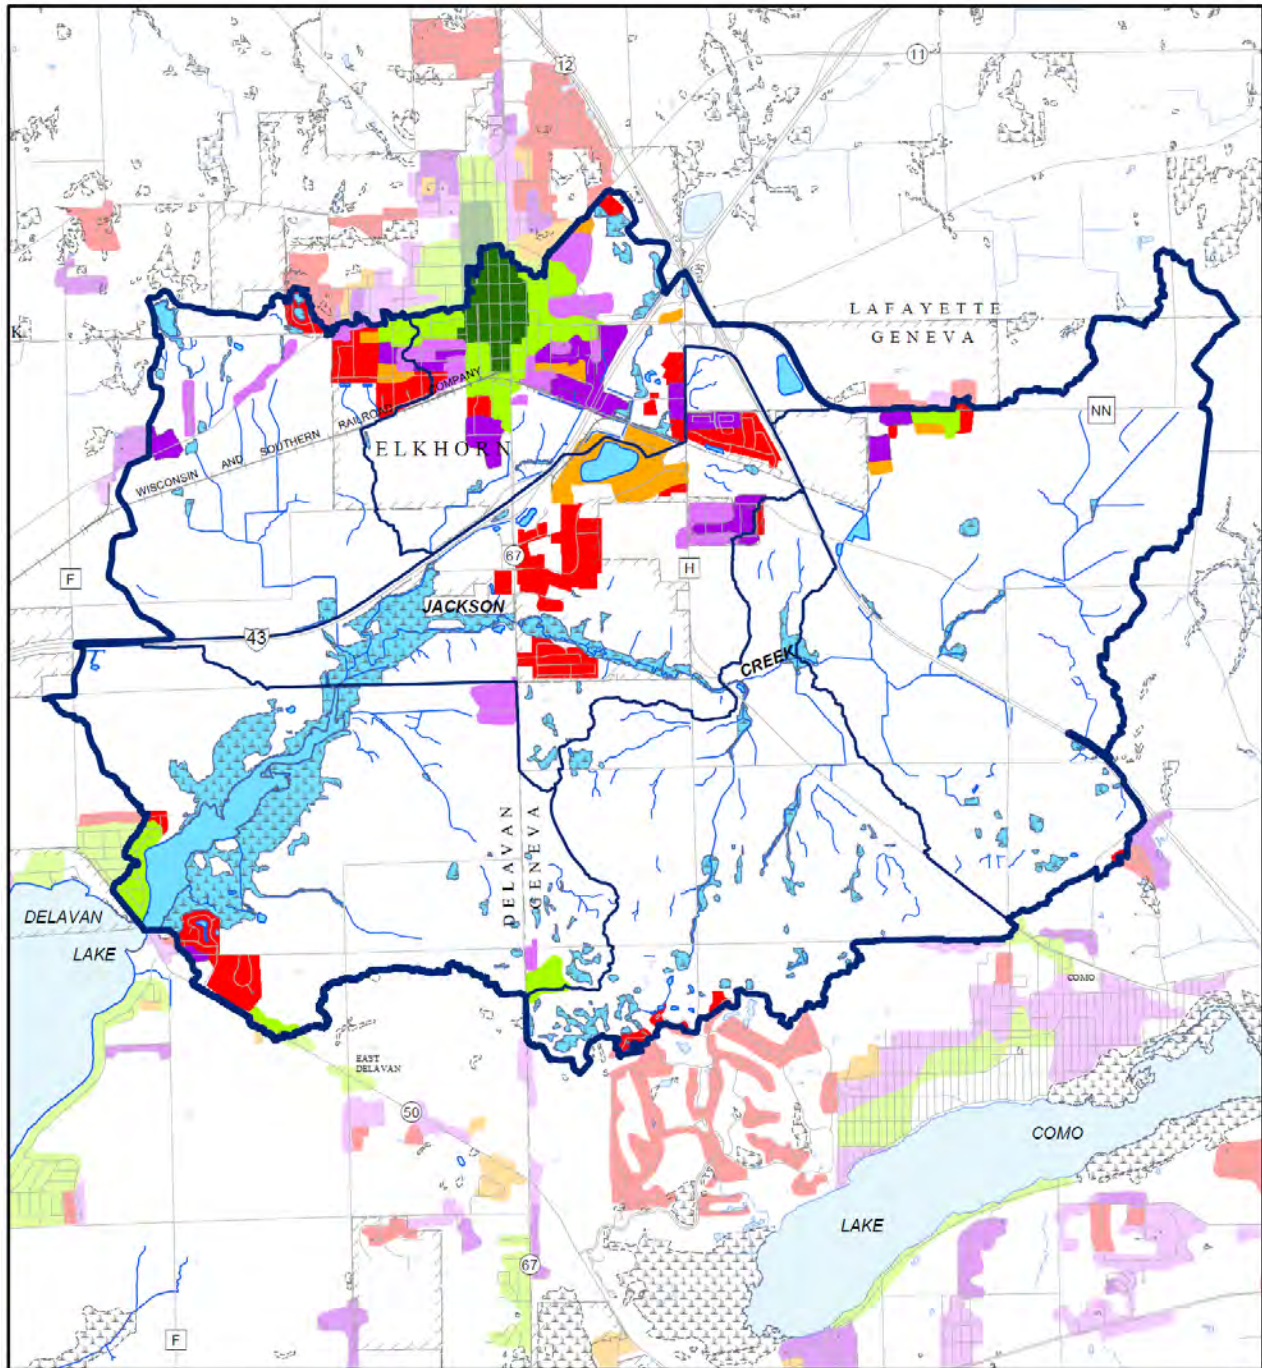 12
11
LAFAYETTE
GENEVA
K
NN
COMPANY
WISCONSIN AND SOUTHERN RAILROAD
ELKHORN
67
H
F
JACKSON
43
CREEK
DELAVAN
GENEVA
DELAVAN
LAKE
COMO
EAST
DELAVAN
50
COMO
LAKE
67
F